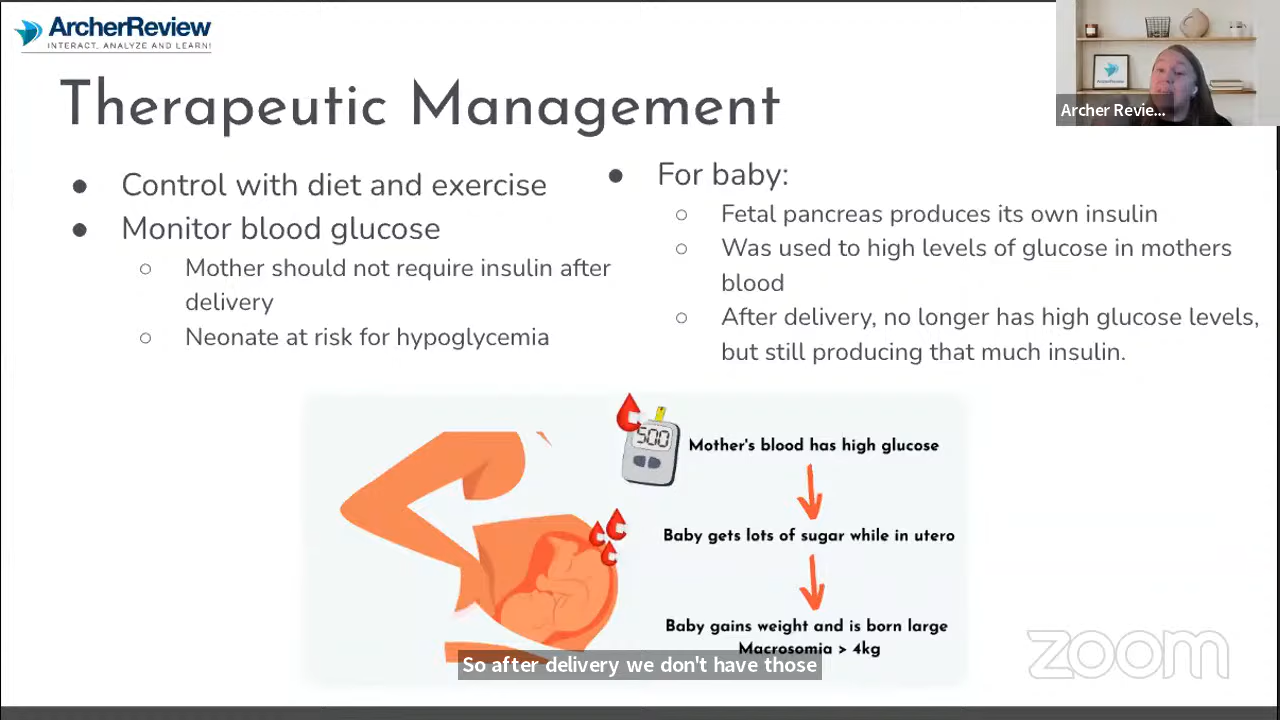 ArcherReview
INTERACT, ANALYZE AND LEARN!
Therapeutic Management
● Control with diet and exercise
● Monitor blood glucose
○ Mother should not require insulin after
delivery
○ Neonate at risk for hypoglycemia
● For baby:
○ Fetal pancreas produces its own insulin
○ Was used to high levels of glucose in mothers
blood
○ After delivery, no longer has high glucose levels,
but still producing that much insulin.
500
Mother's blood has high glucose
Baby gets lots of sugar while in utero
Baby gains weight and is born large
Macrosomia > 4kg
So after delivery we don't have those
Archer Revie...
zoom